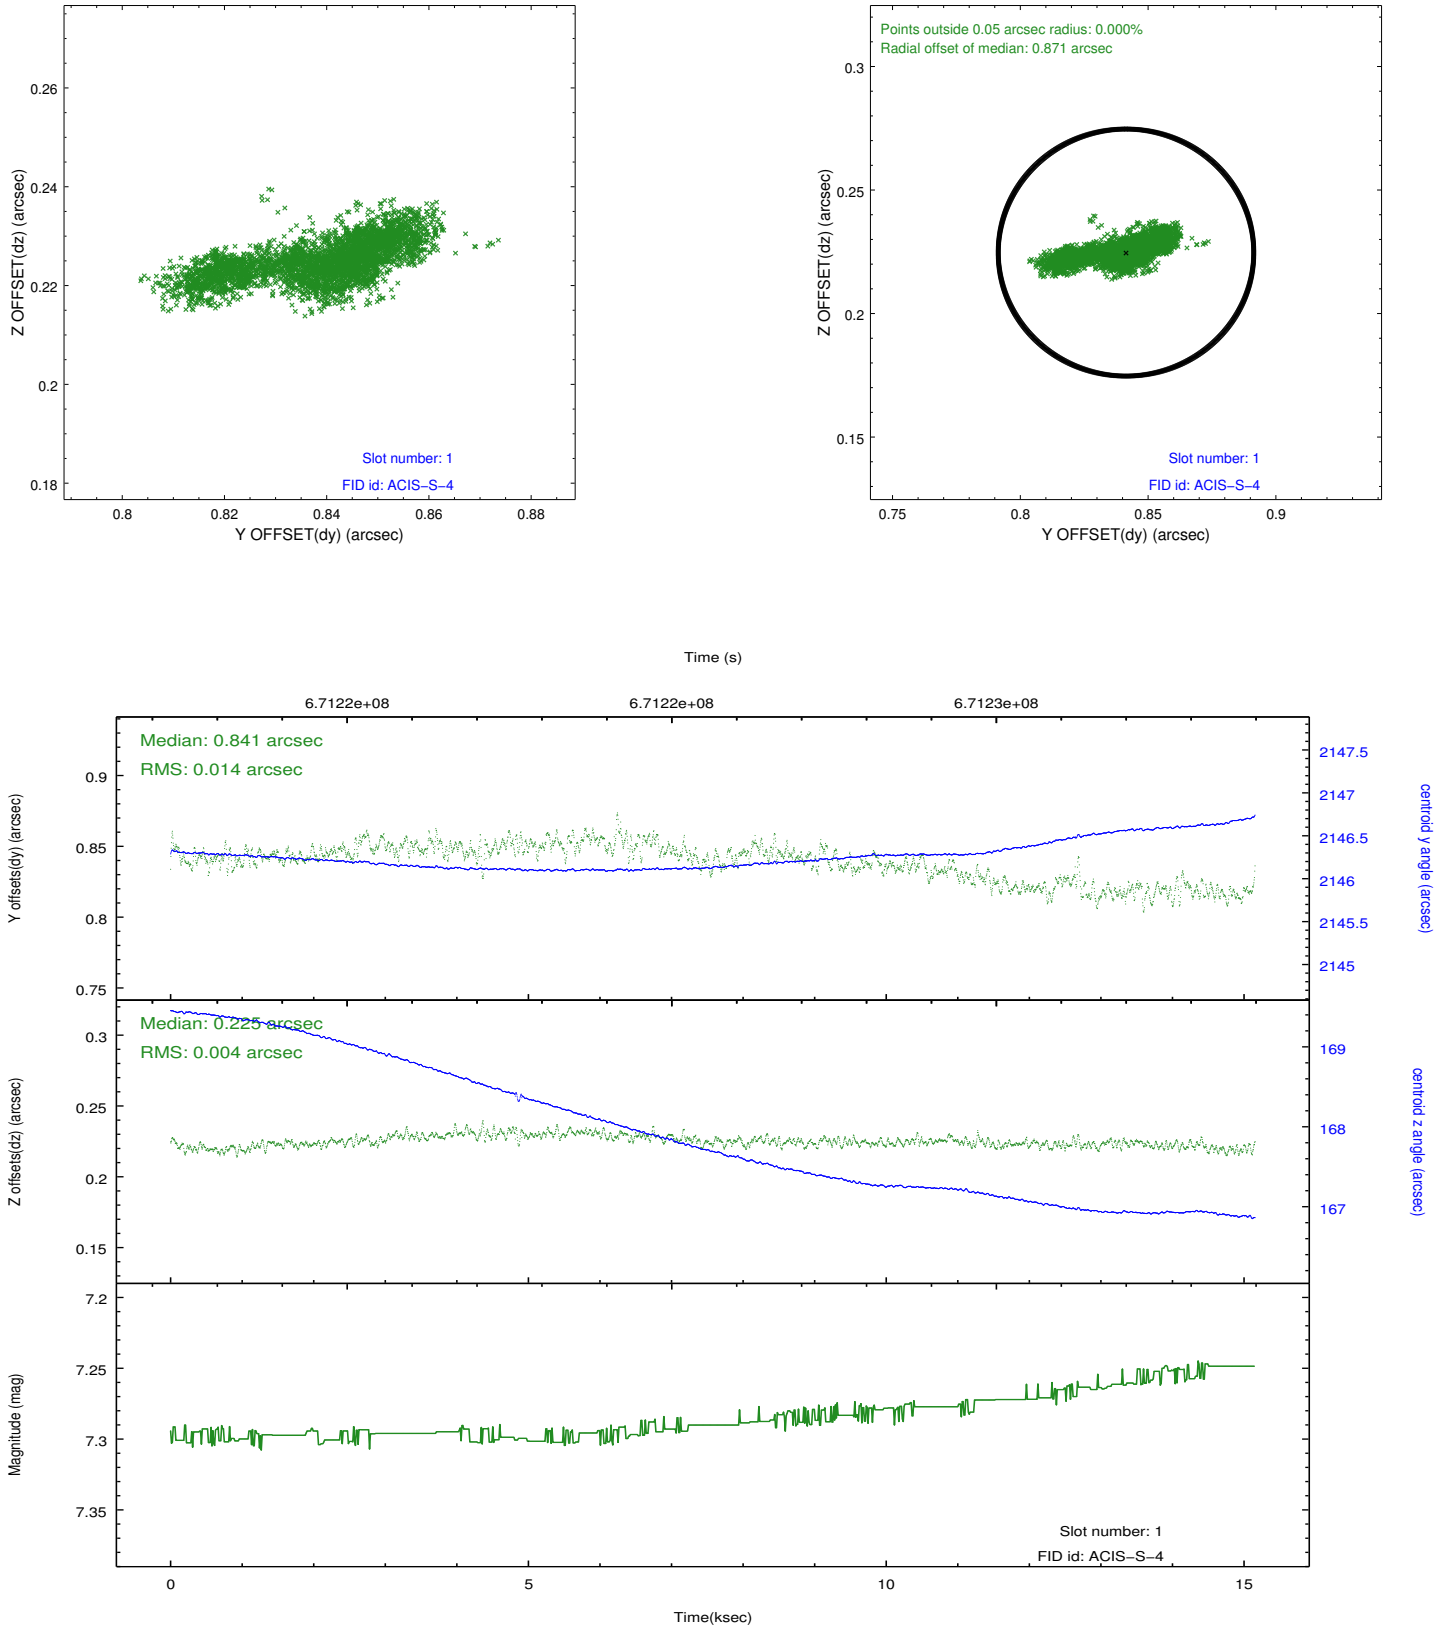 0.26
0.24
0.22
0.2
0.18
Z OFFSET(dz) (arcsec)
Slot number: 1
FID id: ACIS−S−4
0.8 0.82 0.84 0.86 0.88
Y OFFSET(dy) (arcsec)
Points outside 0.05 arcsec radius: 0.000%
Radial offset of median: 0.871 arcsec
0.3
0.25
0.2
0.15
Z OFFSET(dz) (arcsec)
Slot number: 1
FID id: ACIS−S−4
0.75 0.8 0.85 0.9
Y OFFSET(dy) (arcsec)
Time (s)
6.7122e+08 6.7122e+08 6.7123e+08
Median: 0.841 arcsec
RMS: 0.014 arcsec
0.9
0.85
0.8
0.75
Y offsets(dy) (arcsec)
2147.5
2147
2146.5
2146
2145.5
2145
centroid y angle (arcsec)
Median: 0.225 arcsec
RMS: 0.004 arcsec
0.3
0.25
0.2
0.15
Z offsets(dz) (arcsec)
169
168
167
centroid z angle (arcsec)
7.2
7.25
7.3
7.35
Magnitude (mag)
Slot number: 1
FID id: ACIS−S−4
0 5 10 15
Time(ksec)